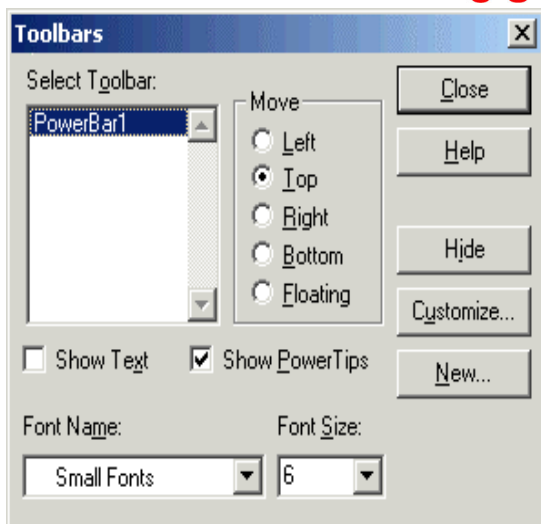 Toolbars
Select Toolbar:
PowerBar1
Move
Left
Top
Right
Bottom
Floating
Close
Help
Hide
Customize...
New...
Show Text
Show PowerTips
Font Name:
Font Size:
Small Fonts
6